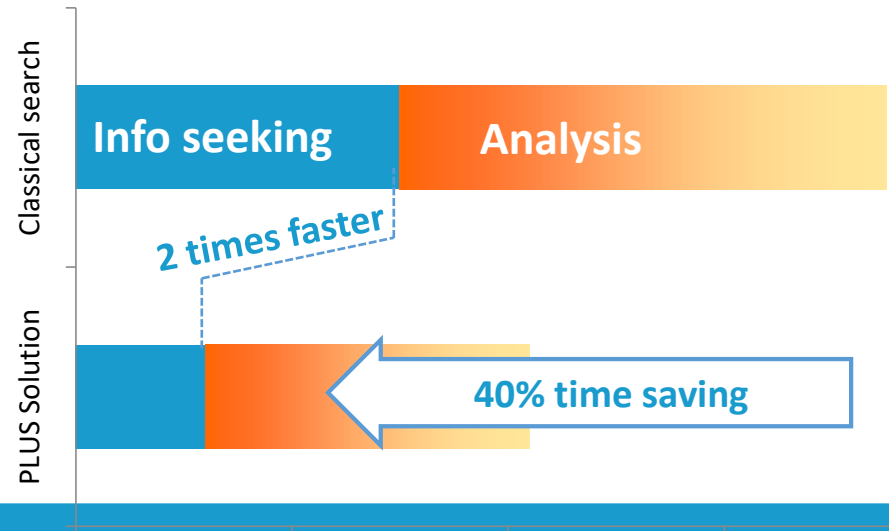 Classical search
Info seeking
Analysis
2 times faster
PLUS Solution
40% time saving